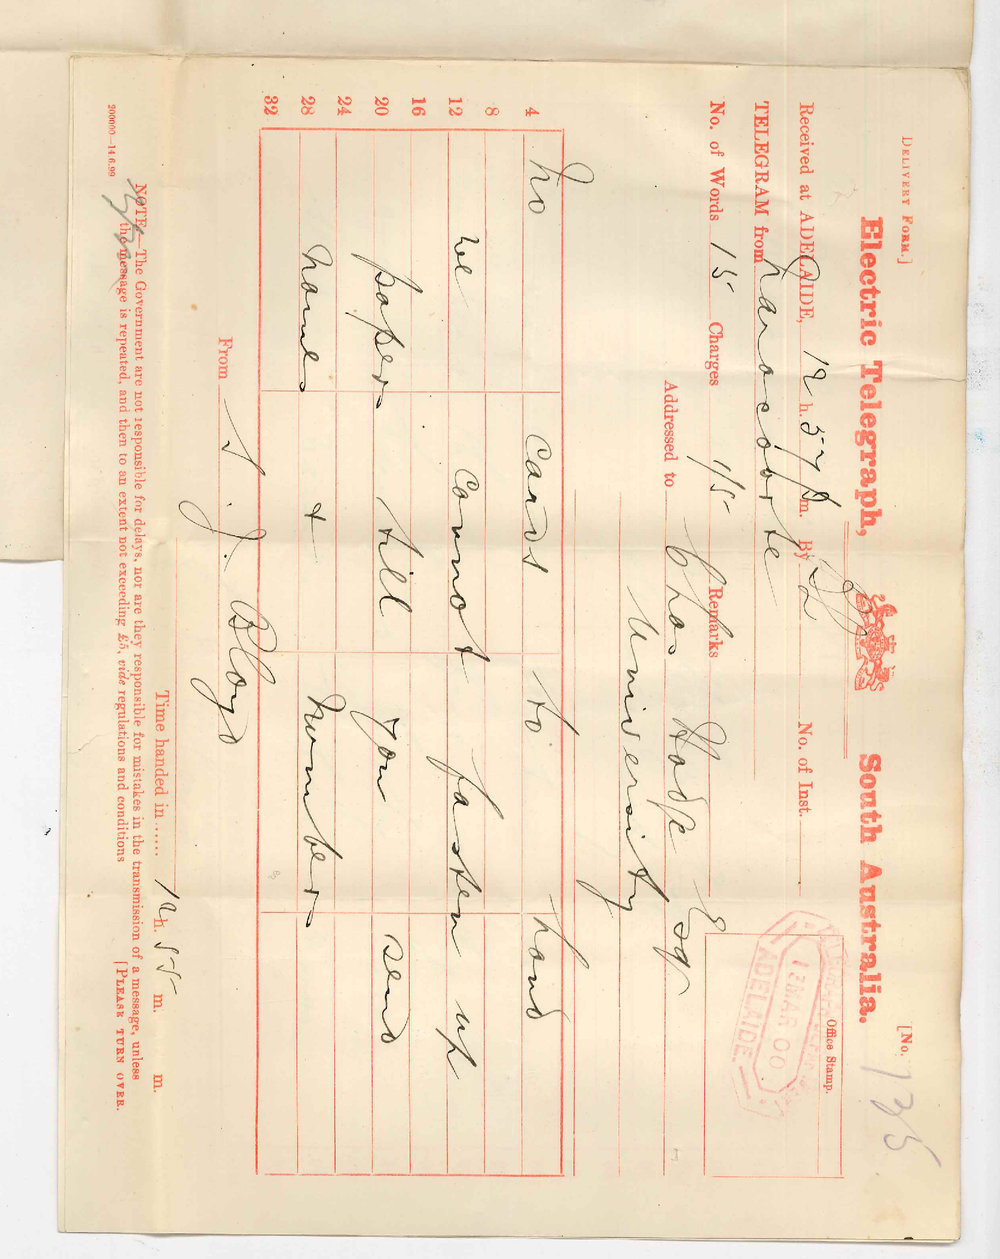 DELIVERY FORM.] [No. 135
Electric Telegraph, South Australia.
Received at ADELAIDE, 12 h. 57 p m. By No. of Inst. Office Stamp.
TELEGRAM from Naracoorte
No. of Words 15 Charges 1/5 Remarks
13 MAR 00
ADELAIDE
Addressed to Chas Hodge Esq
University
4 No Cards to hand
8
12 we cannot fasten up
16
20 paper till you send
24
28 names & numbers
32
From S. J. Bloyd
Time handed in ...... 12 h. 55 m. m.
NOTE.—The Government are not responsible for delays, nor are they responsible for mistakes in the transmission of a message, unless
the message is repeated, and then to an extent not exceeding £5, vide regulations and conditions [PLEASE TURN OVER.
200000—14.6.99